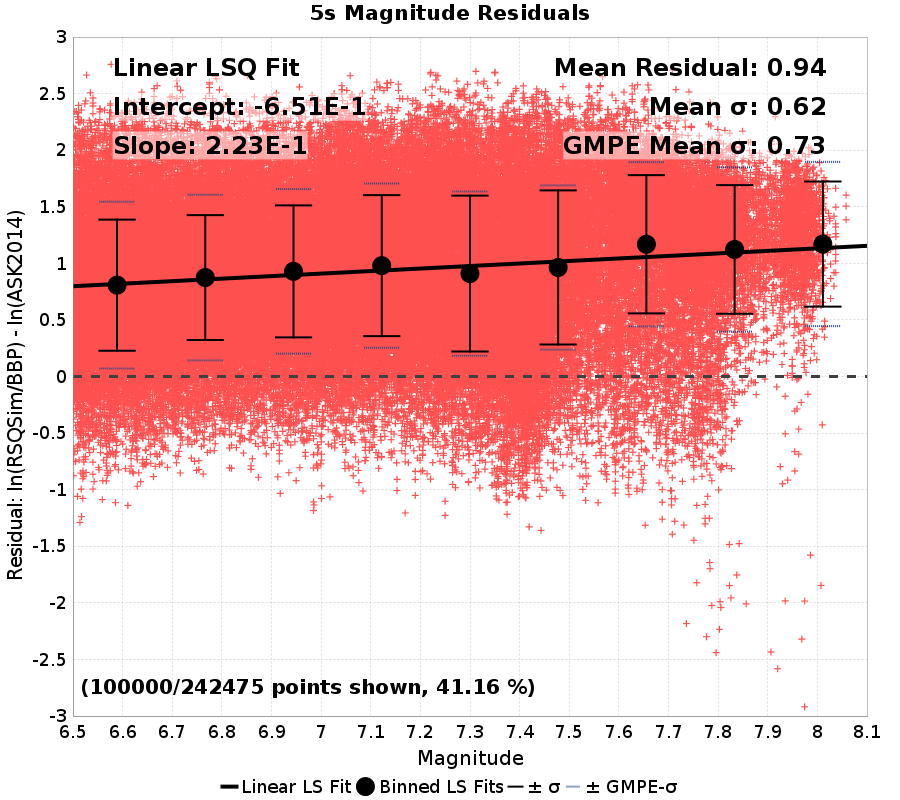 5s Magnitude Residuals
Linear LSQ Fit
Mean Residual: 0.94
Intercept: -6.51E-1
Mean σ: 0.62
Slope: 2.23E-1
GMPE Mean σ: 0.73
3
2.5
2
1.5
1
0.5
0
-0.5
-1
-1.5
-2
-2.5
-3
Residual: ln(RSQSim/BBP) - ln(ASK2014)
(100000/242475 points shown, 41.16 %)
6.5 6.6 6.7 6.8 6.9 7 7.1 7.2 7.3 7.4 7.5 7.6 7.7 7.8 7.9 8 8.1
Magnitude
Linear LS Fit Binned LS Fits ± σ ± GMPE-σ